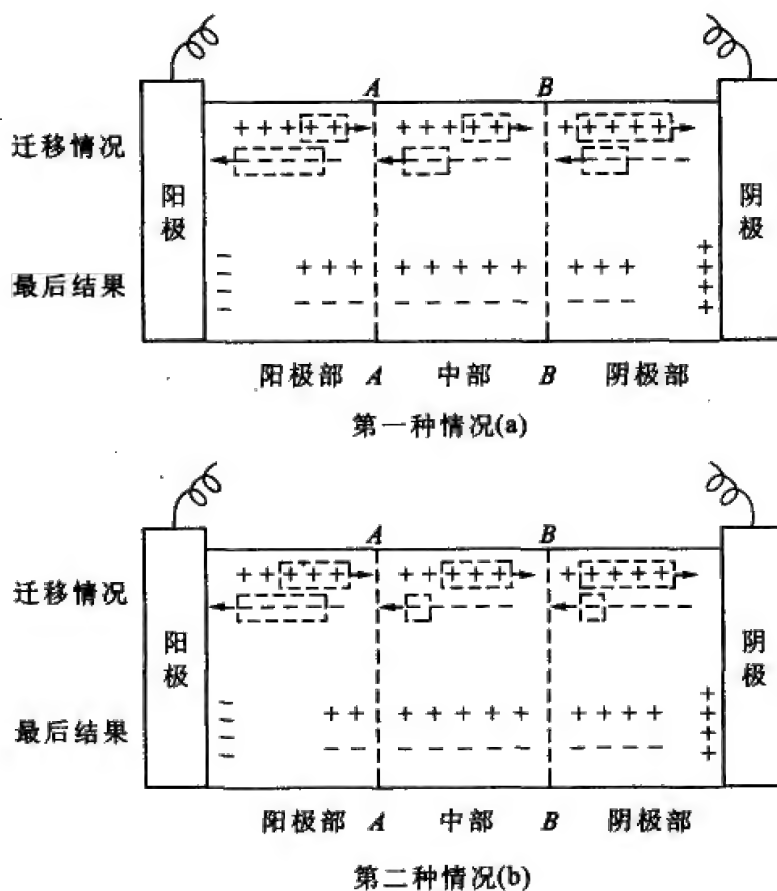 A B
迁移情况
+ + + + + + + + + + + + + + +
阳极
阴极
最后结果
+ + + + + + + + + + +
阳极部 A 中部 B 阴极部
第一种情况(a)
A B
迁移情况
+ + + + + + + + + + + + + + +
阳极
阴极
最后结果
+ + + + + + + + + + +
阳极部 A 中部 B 阴极部
第二种情况(b)